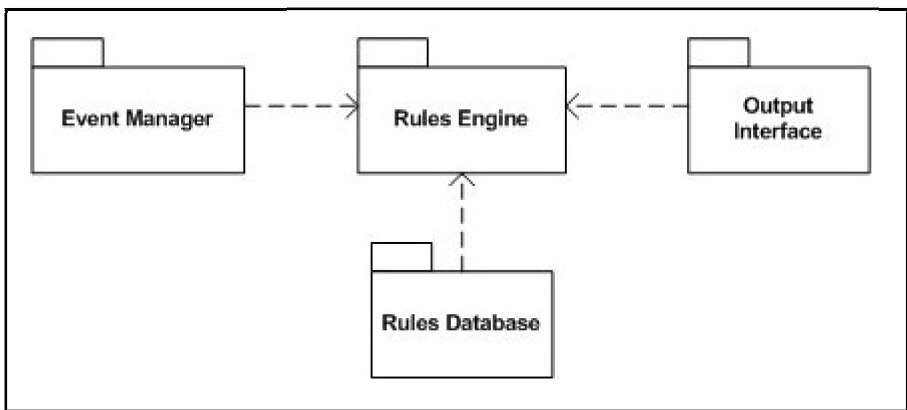 Event Manager
Rules Engine
Output
Interface
Rules Database